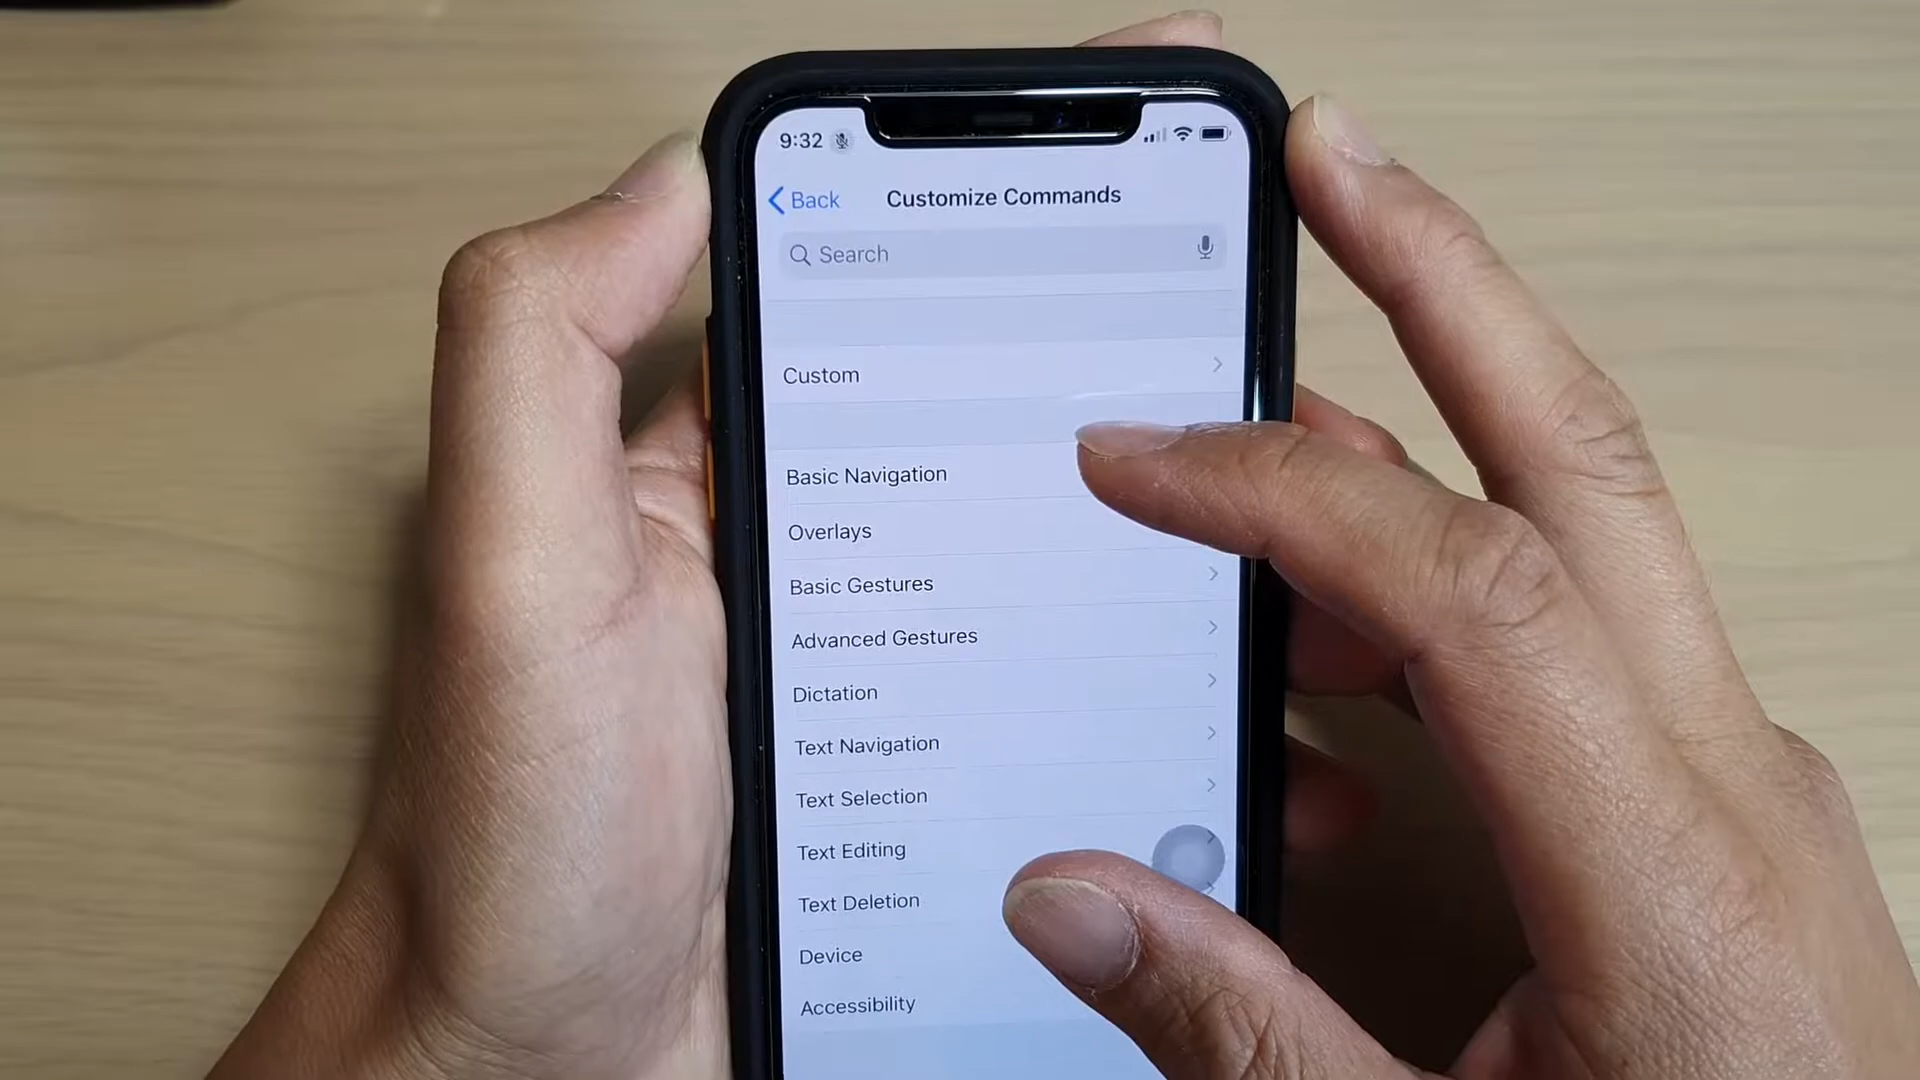 9:32
Back
Customize Commands
Search
Custom
Basic Navigation
Overlays
Basic Gestures
Advanced Gestures
Dictation
Text Navigation
Text Selection
Text Editing
Text Deletion
Device
Accessibility